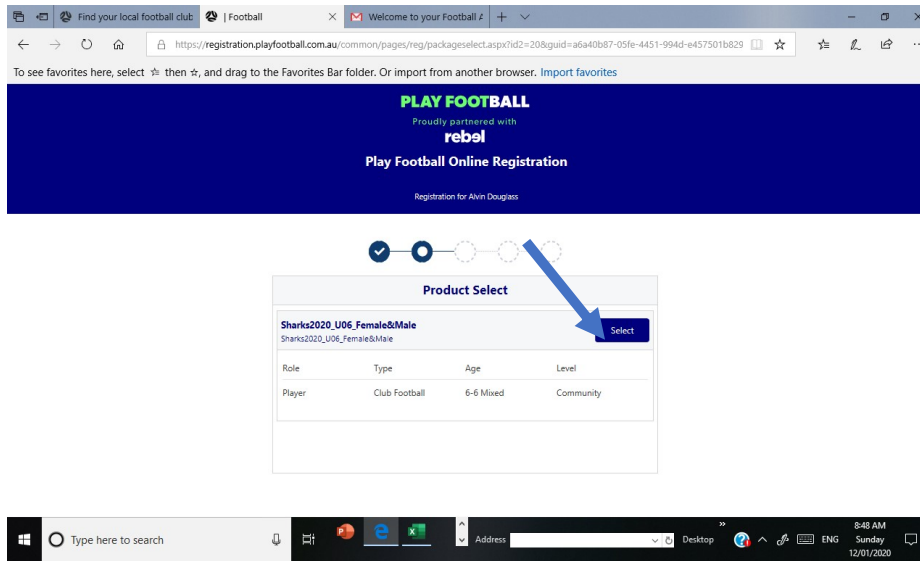 Find your local football club
| Football
Welcome to your Football A
https://registration.playfootball.com.au/common/pages/reg/packageselect.aspx?id2=20&guid=a6a40b87-05fe-4451-994d-e457501b829
To see favorites here, select ☆ then ☆, and drag to the Favorites Bar folder. Or import from another browser. Import favorites
PLAY FOOTBALL
Proudly partnered with
rebel
Play Football Online Registration
Registration for Alvin Douglass
Product Select
Sharks2020_U06_Female&Male
Sharks2020_U06_Female&Male
Select
Role Type Age Level
Player Club Football 6-6 Mixed Community
Type here to search
Address
Desktop
ENG
8:48 AM
Sunday
12/01/2020